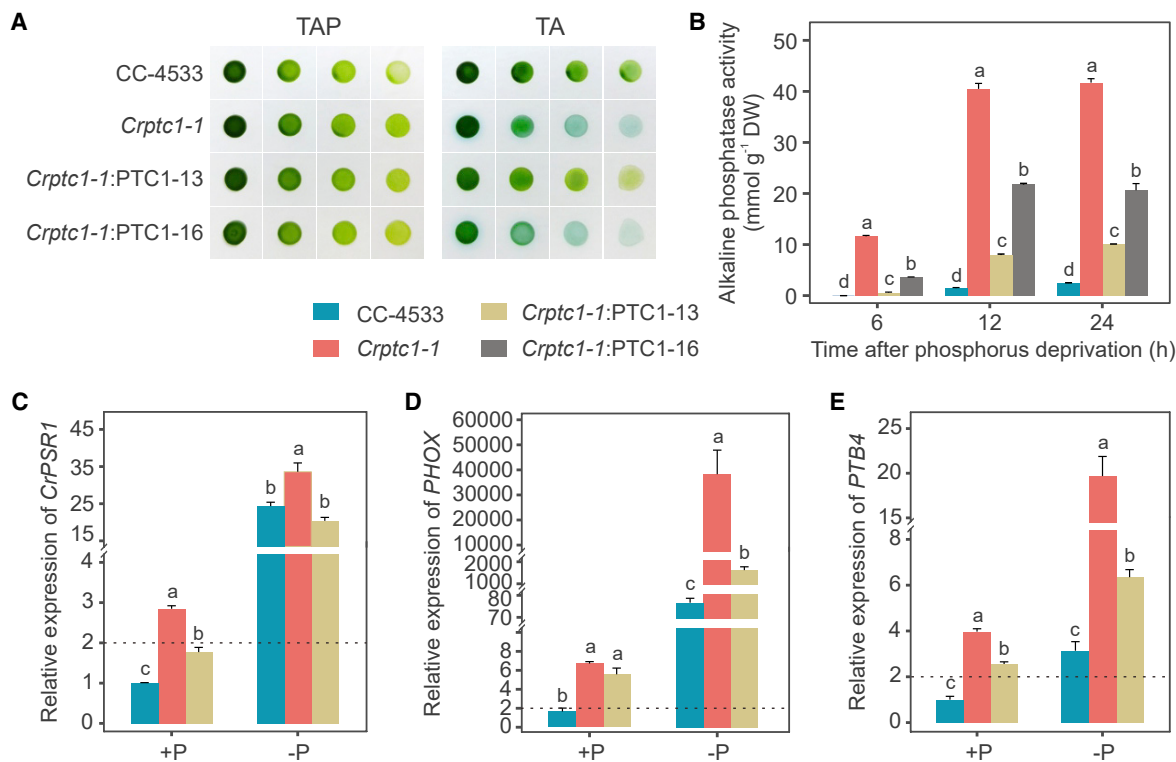 A
TAP
TA
CC-4533
Crptc1-1
Crptc1-1:PTC1-13
Crptc1-1:PTC1-16
B
Alkaline phosphatase activity
(mmol g⁻¹ DW)
50
40
30
20
10
0
d
a
c
b
d
a
c
b
d
a
c
b
6
12
24
Time after phosphorus deprivation (h)
CC-4533
Crptc1-1
Crptc1-1:PTC1-13
Crptc1-1:PTC1-16
C
Relative expression of CrPSR1
45
35
25
15
4
3
2
1
0
c
a
b
b
a
b
+P
-P
D
Relative expression of PHOX
60000
50000
40000
30000
20000
10000
2000
1000
80
70
8
6
4
2
0
b
a
a
c
a
b
+P
-P
E
Relative expression of PTB4
25
20
15
8
6
4
2
0
c
a
b
c
a
b
+P
-P